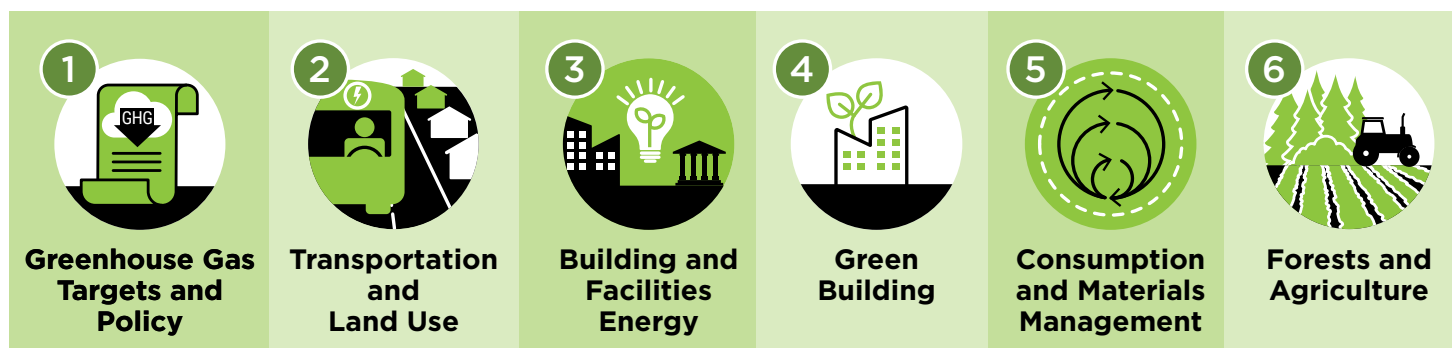 1
GHG
Greenhouse Gas
Targets and
Policy
2
Transportation
and
Land Use
3
Building and
Facilities
Energy
4
Green
Building
5
Consumption
and Materials
Management
6
Forests and
Agriculture